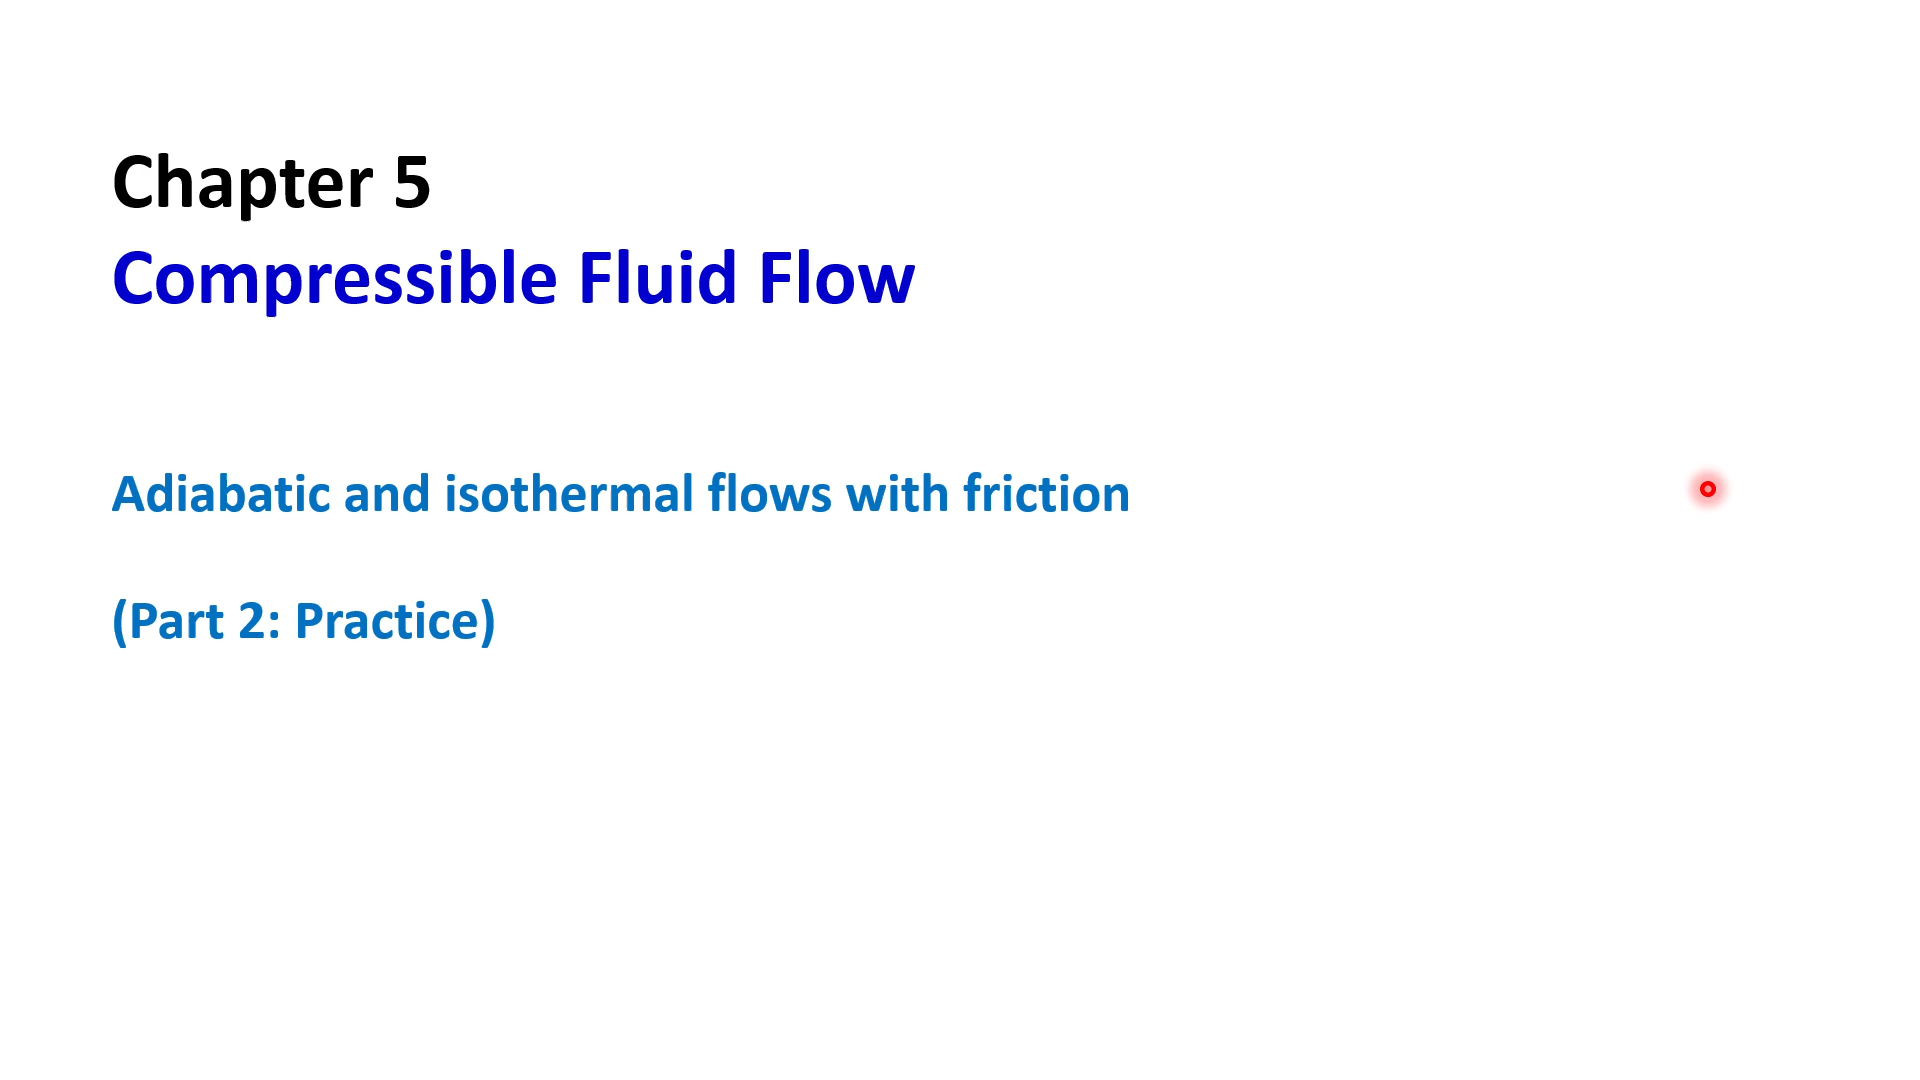 Chapter 5
Compressible Fluid Flow
Adiabatic and isothermal flows with friction
(Part 2: Practice)